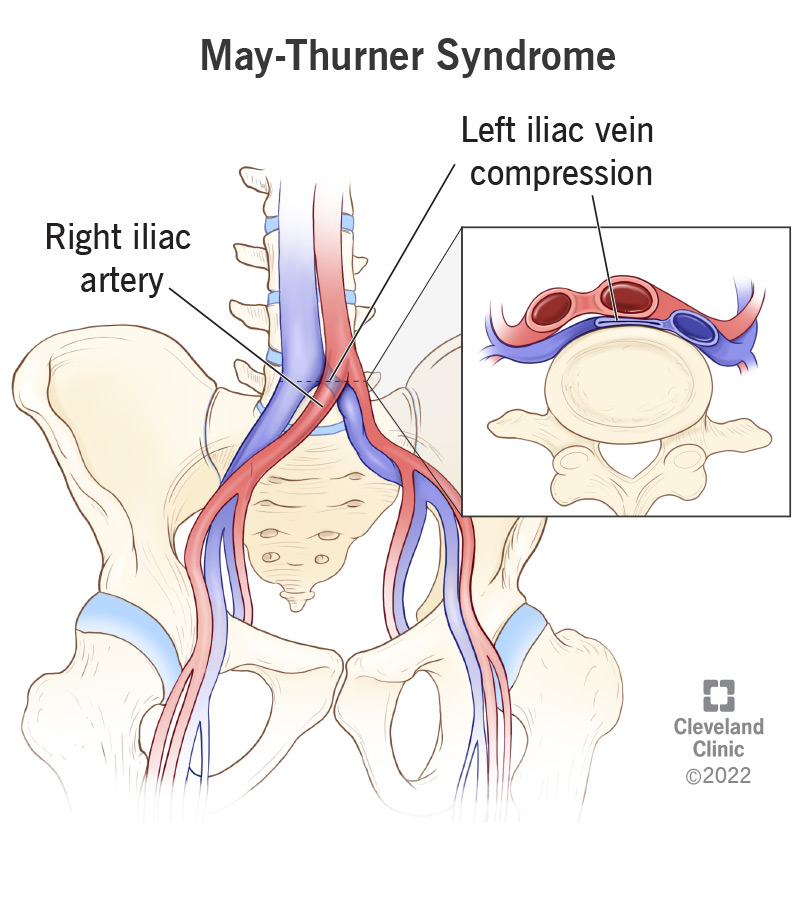 May-Thurner Syndrome
Left iliac vein
compression
Right iliac
artery
Cleveland
Clinic
©2022